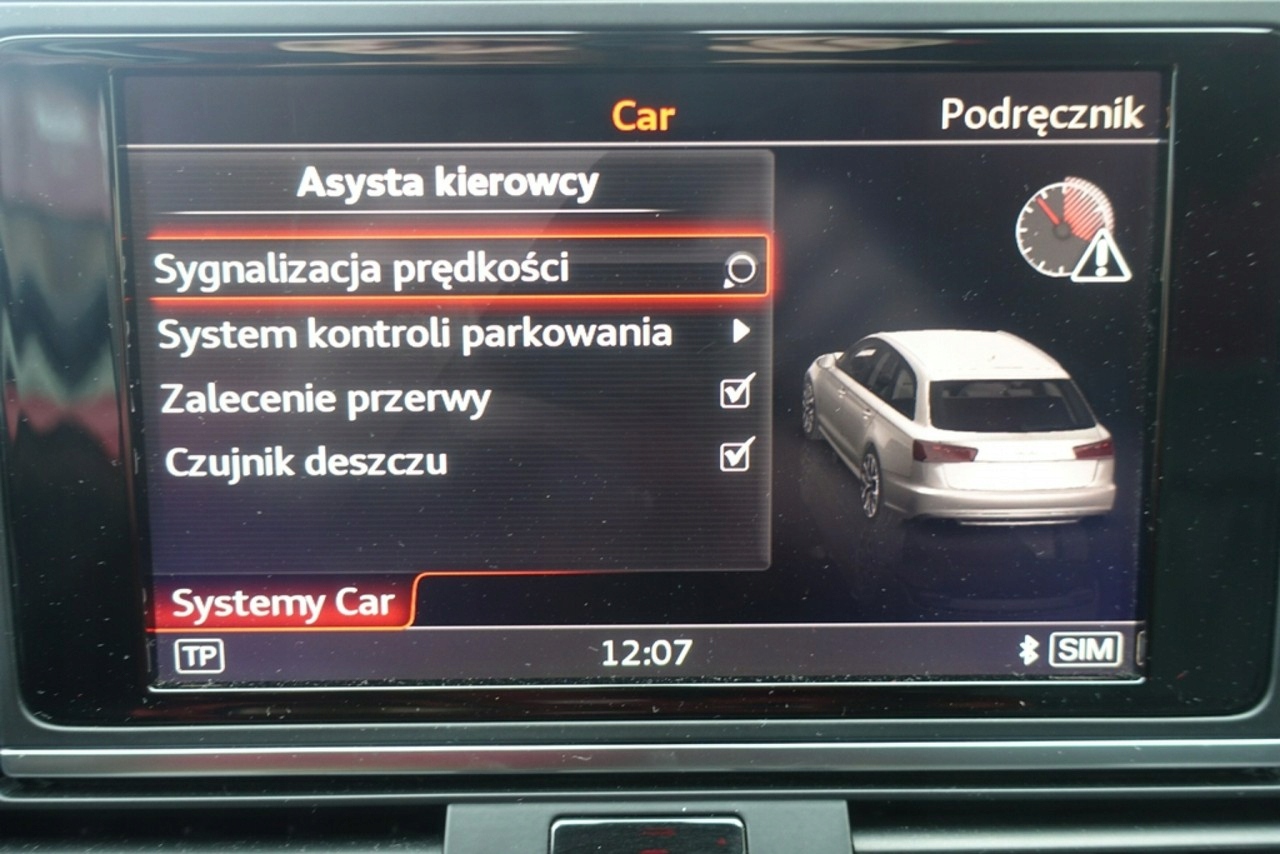 Car
Podręcznik
Asysta kierowcy
Sygnalizacja prędkości
System kontroli parkowania
Zalecenie przerwy
Czujnik deszczu
Systemy Car
TP
12:07
SIM